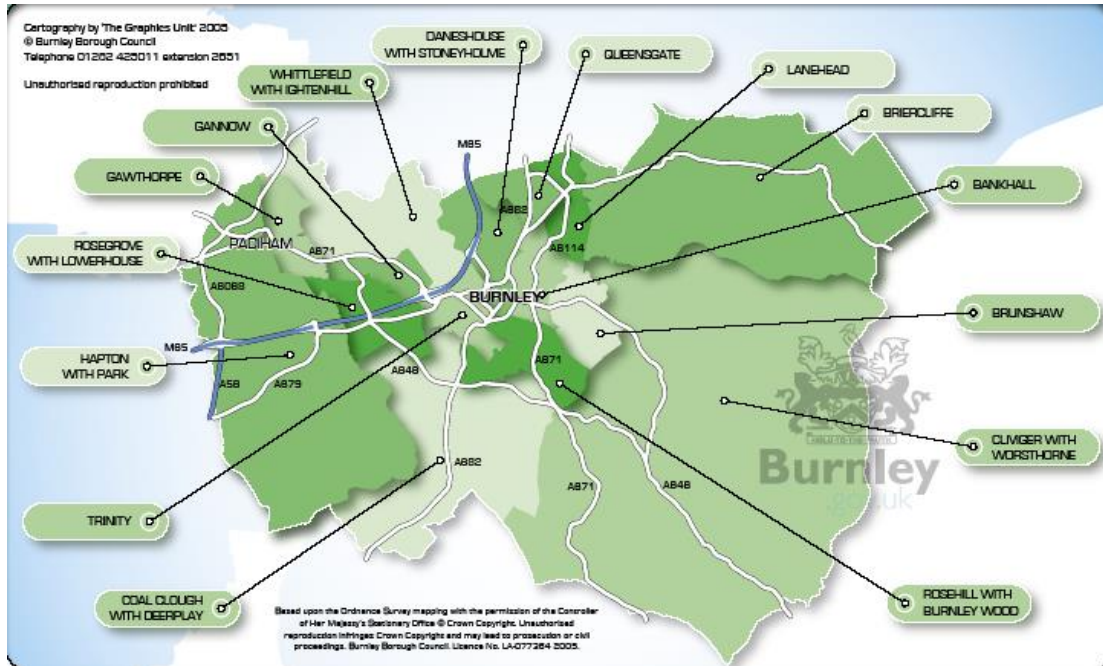 Cartography by 'The Graphics Unit' 2005
© Burnley Borough Council
Telephone 01282 425011 extension 2651
Unauthorised reproduction prohibited
DANESHOUSE
WITH STONEYHOLME
QUEENSGATE
LANEHEAD
WHITTLEFIELD
WITH IGHTENHILL
BRIERCLIFFE
GANNOW
M65
GAWTHORPE
BANKHALL
A682
ROSEGROVE
WITH LOWERHOUSE
PADIHAM
A671
A6114
A6068
BURNLEY
BRUNSHAW
M65
HAPTON
WITH PARK
A56
A679
A646
A671
CLIVIGER WITH
WORSTHORNE
Burnley
.gov.uk
A682
A671
A646
TRINITY
COAL CLOUGH
WITH DEERPLAY
ROSEHILL WITH
BURNLEY WOOD
Based upon the Ordnance Survey mapping with the permission of the Controller
of Her Majesty's Stationery Office © Crown Copyright. Unauthorised
reproduction infringes Crown Copyright and may lead to prosecution or civil
proceedings. Burnley Borough Council. Licence No. LA-077364 2005.